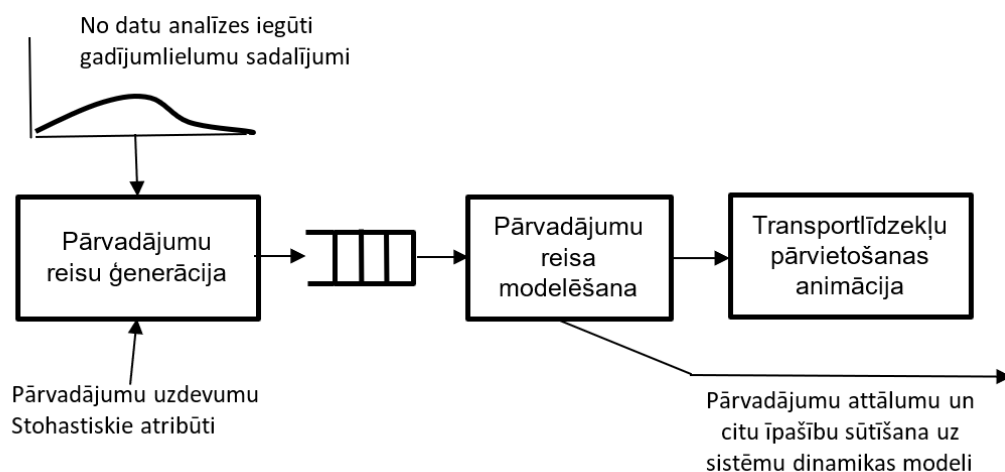 No datu analīzes iegūti
gadījumlielumu sadalījumi
Pārvadājumu
reisu ģenerācija
Pārvadājumu
reisa
modelēšana
Transportlīdzekļu
pārvietošanas
animācija
Pārvadājumu uzdevumu
Stohastiskie atribūti
Pārvadājumu attālumu un
citu īpašību sūtīšana uz
sistēmu dinamikas modeli